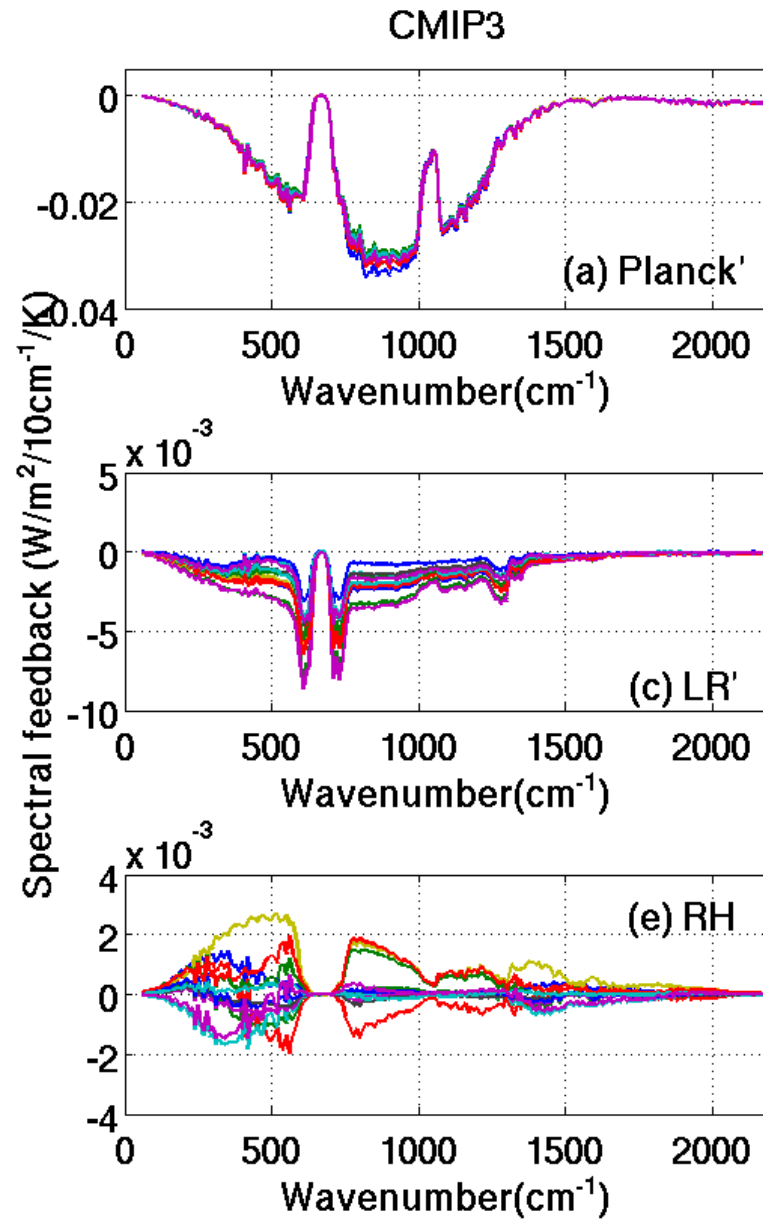 CMIP3
0
-0.02
-0.04
(a) Planck'
0 500 1000 1500 2000
Wavenumber(cm⁻¹)
Spectral feedback (W/m²/10cm⁻¹/K)
x 10⁻³
5
0
-5
-10
(c) LR'
0 500 1000 1500 2000
Wavenumber(cm⁻¹)
x 10⁻³
4
2
0
-2
-4
(e) RH
0 500 1000 1500 2000
Wavenumber(cm⁻¹)